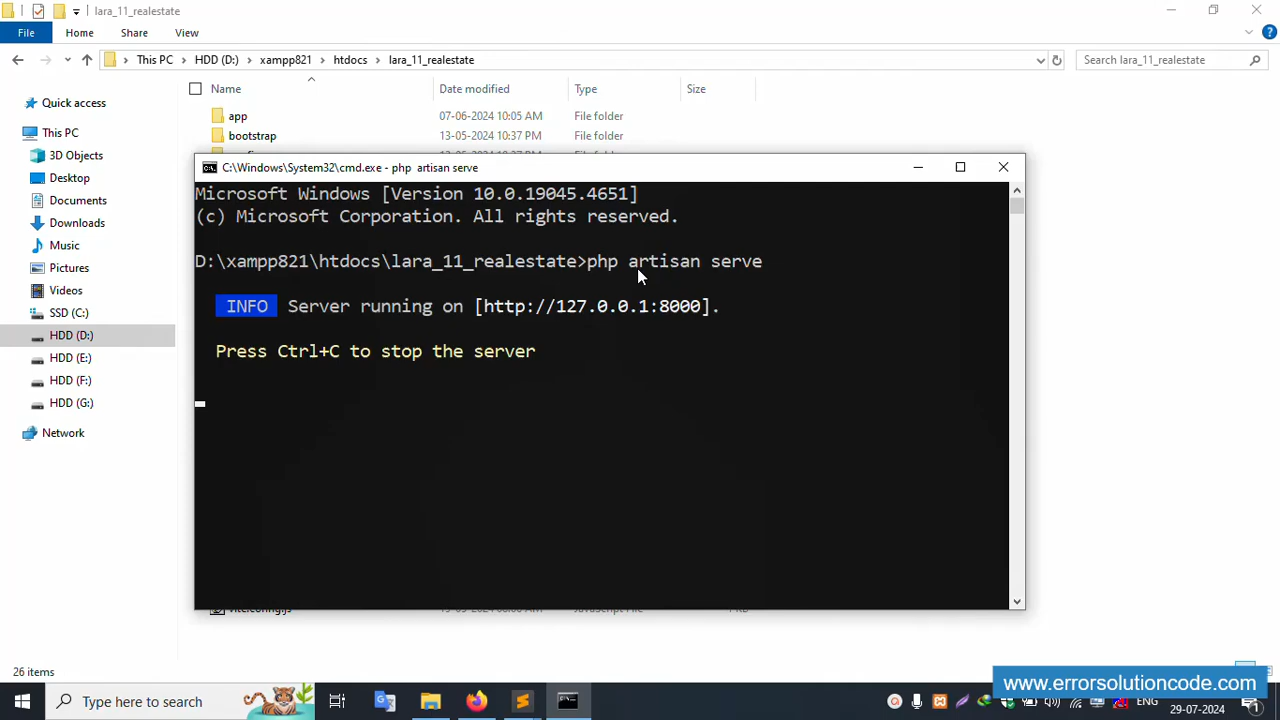 lara_11_realestate
File Home Share View
This PC HDD (D:) xampp821 htdocs lara_11_realestate Search lara_11_realestate
Name Date modified Type Size
Quick access
app 07-06-2024 10:05 AM File folder
This PC
bootstrap 13-05-2024 10:37 PM File folder
3D Objects
Desktop
Documents
Downloads
Music
Pictures
Videos
SSD (C:)
HDD (D:)
HDD (E:)
HDD (F:)
HDD (G:)
Network
C:\Windows\System32\cmd.exe - php artisan serve
Microsoft Windows [Version 10.0.19045.4651]
(c) Microsoft Corporation. All rights reserved.
D:\xampp821\htdocs\lara_11_realestate>php artisan serve
INFO Server running on [http://127.0.0.1:8000].
Press Ctrl+C to stop the server
26 items
www.errorsolutioncode.com
Type here to search
ENG
29-07-2024